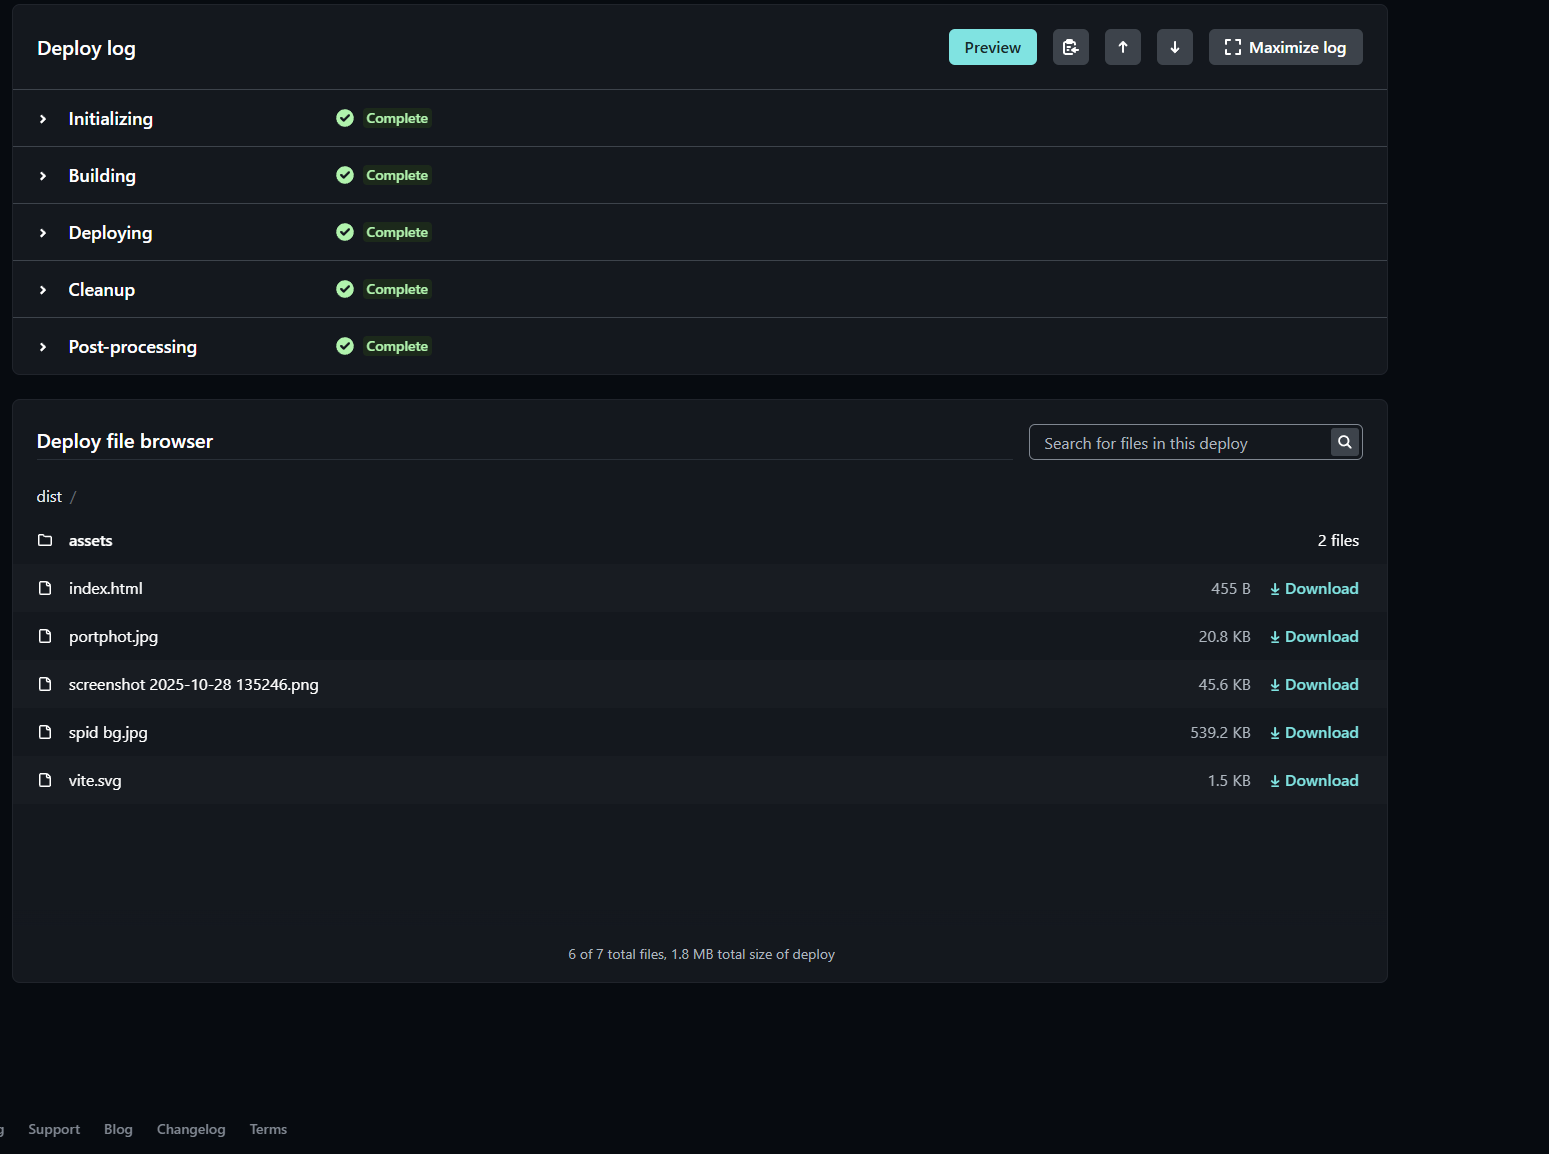 Deploy log
Preview
Maximize log
Initializing Complete
Building Complete
Deploying Complete
Cleanup Complete
Post-processing Complete
Deploy file browser
Search for files in this deploy
dist /
assets 2 files
index.html 455 B Download
portphot.jpg 20.8 KB Download
screenshot 2025-10-28 135246.png 45.6 KB Download
spid bg.jpg 539.2 KB Download
vite.svg 1.5 KB Download
6 of 7 total files, 1.8 MB total size of deploy
Support Blog Changelog Terms